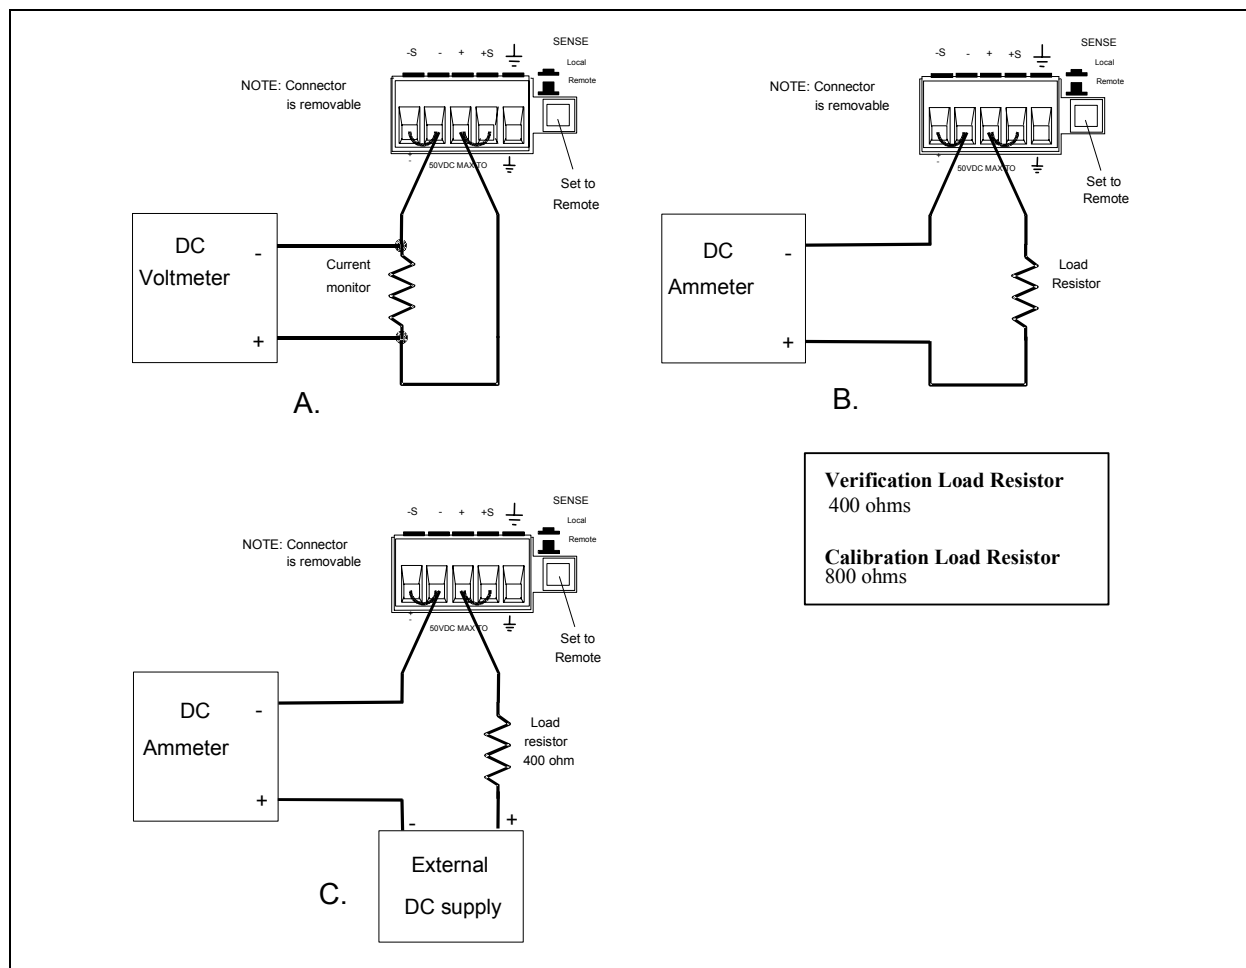 -S - + +S
SENSE
Local
Remote
NOTE: Connector
is removable
+
-
50VDC MAX TO
Set to
Remote
DC
Voltmeter
-
+
Current
monitor
A.
-S - + +S
SENSE
Local
Remote
NOTE: Connector
is removable
+
-
50VDC MAX TO
Set to
Remote
DC
Ammeter
-
+
Load
Resistor
B.
Verification Load Resistor
400 ohms
Calibration Load Resistor
800 ohms
-S - + +S
SENSE
Local
Remote
NOTE: Connector
is removable
+
-
50VDC MAX TO
Set to
Remote
DC
Ammeter
-
+
Load
resistor
400 ohm
- +
External
DC supply
C.